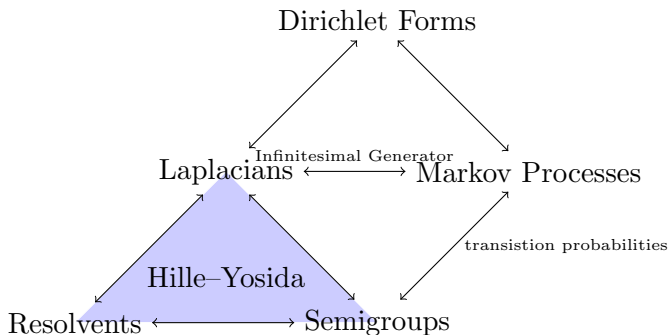 Dirichlet Forms
Infinitesimal Generator
Laplacians
Markov Processes
transistion probabilities
Hille–Yosida
Resolvents
Semigroups